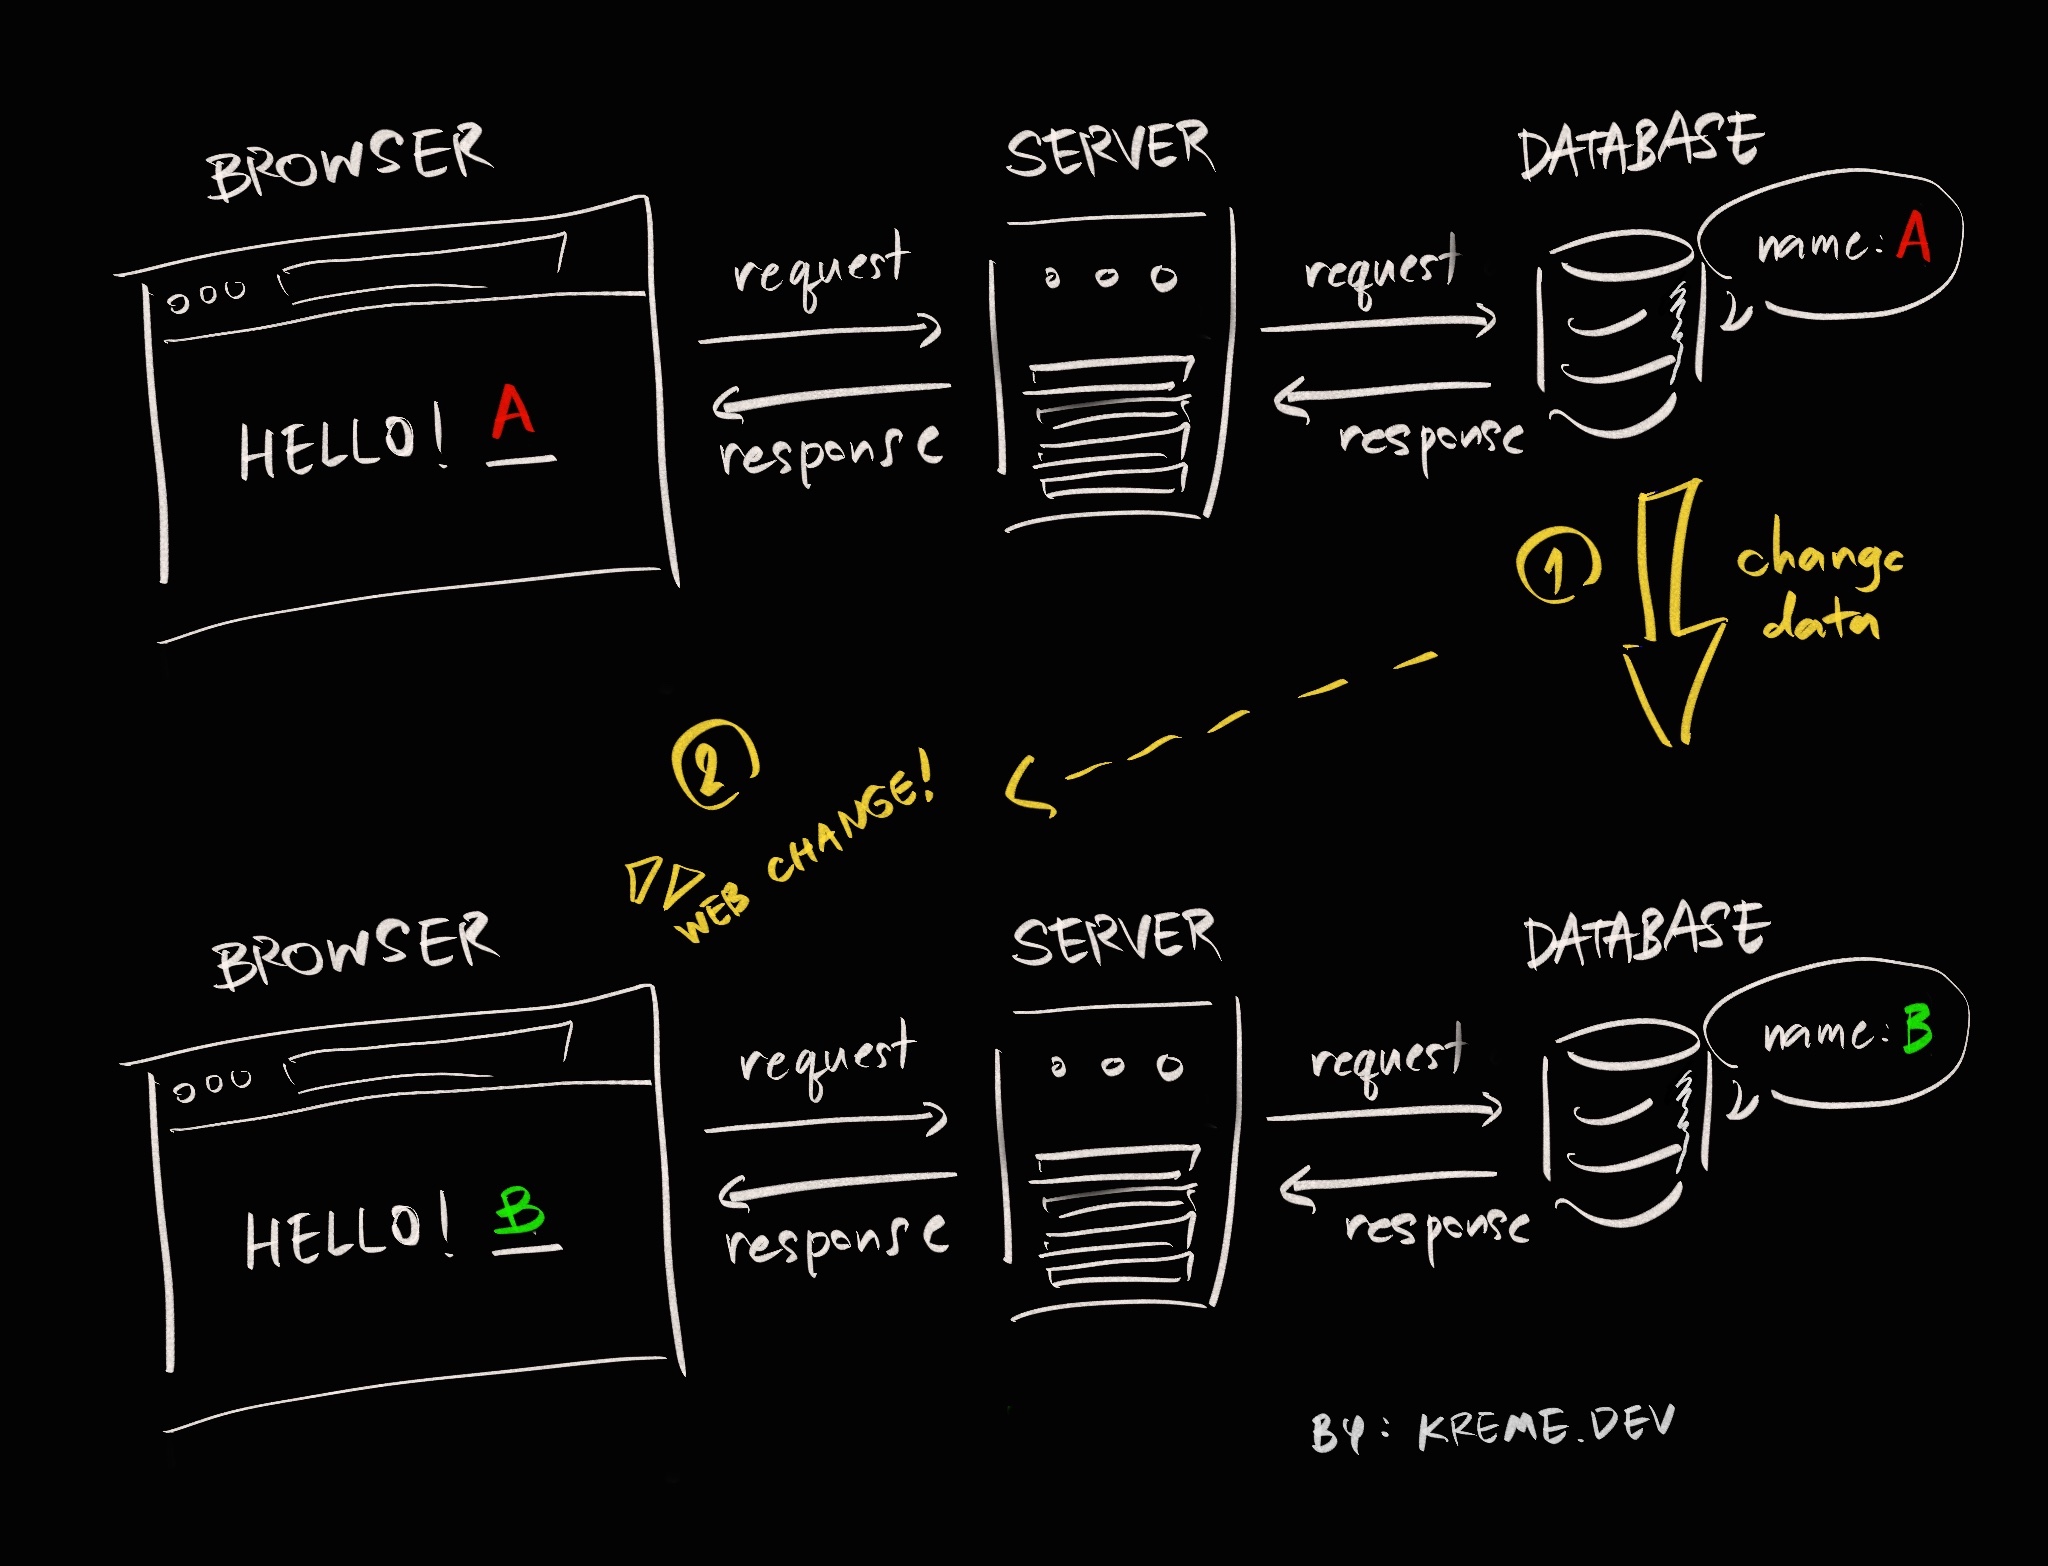 BROWSER
SERVER
DATABASE
name: A
request
request
HELLO! A
response
response
1
change
data
2
WEB CHANGE!
BROWSER
SERVER
DATABASE
name: B
request
request
HELLO! B
response
response
BY: KREME.DEV